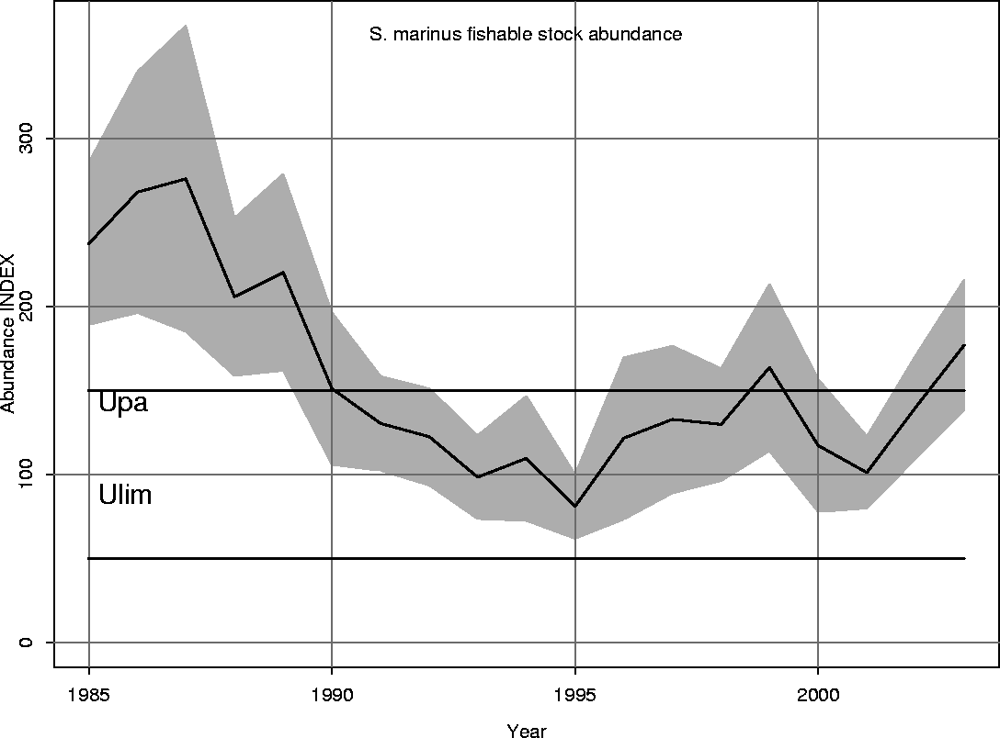 S. marinus fishable stock abundance
Abundance INDEX
300
200
100
0
Upa
Ulim
1985 1990 1995 2000
Year